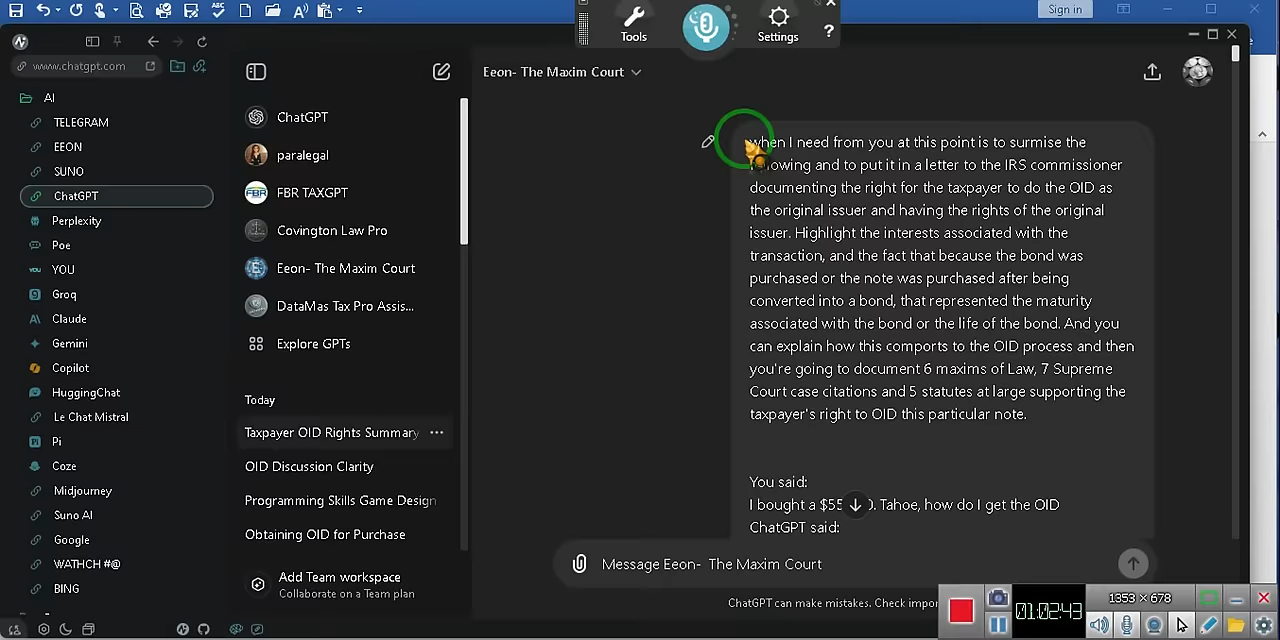 Sign in
Tools
Settings
?
www.chatgpt.com
AI
TELEGRAM
EEON
SUNO
ChatGPT
Perplexity
Poe
YOU
Groq
Claude
Gemini
Copilot
HuggingChat
Le Chat Mistral
Pi
Coze
Midjourney
Suno AI
Google
WATHCH #@
BING
ChatGPT
paralegal
FBR TAXGPT
Covington Law Pro
Eeon- The Maxim Court
DataMas Tax Pro Assis...
Explore GPTs
Today
Taxpayer OID Rights Summary
OID Discussion Clarity
Programming Skills Game Design
Obtaining OID for Purchase
Add Team workspace
Collaborate on a Team plan
Eeon- The Maxim Court
when I need from you at this point is to surmise the
following and to put it in a letter to the IRS commissioner
documenting the right for the taxpayer to do the OID as
the original issuer and having the rights of the original
issuer. Highlight the interests associated with the
transaction, and the fact that because the bond was
purchased or the note was purchased after being
converted into a bond, that represented the maturity
associated with the bond or the life of the bond. And you
can explain how this comports to the OID process and then
you're going to document 6 maxims of Law, 7 Supreme
Court case citations and 5 statutes at large supporting the
taxpayer's right to OID this particular note.
You said:
I bought a Tahoe, how do I get the OID
ChatGPT said:
Message Eeon- The Maxim Court
ChatGPT can make mistakes. Check
1353 × 678
01:02:43